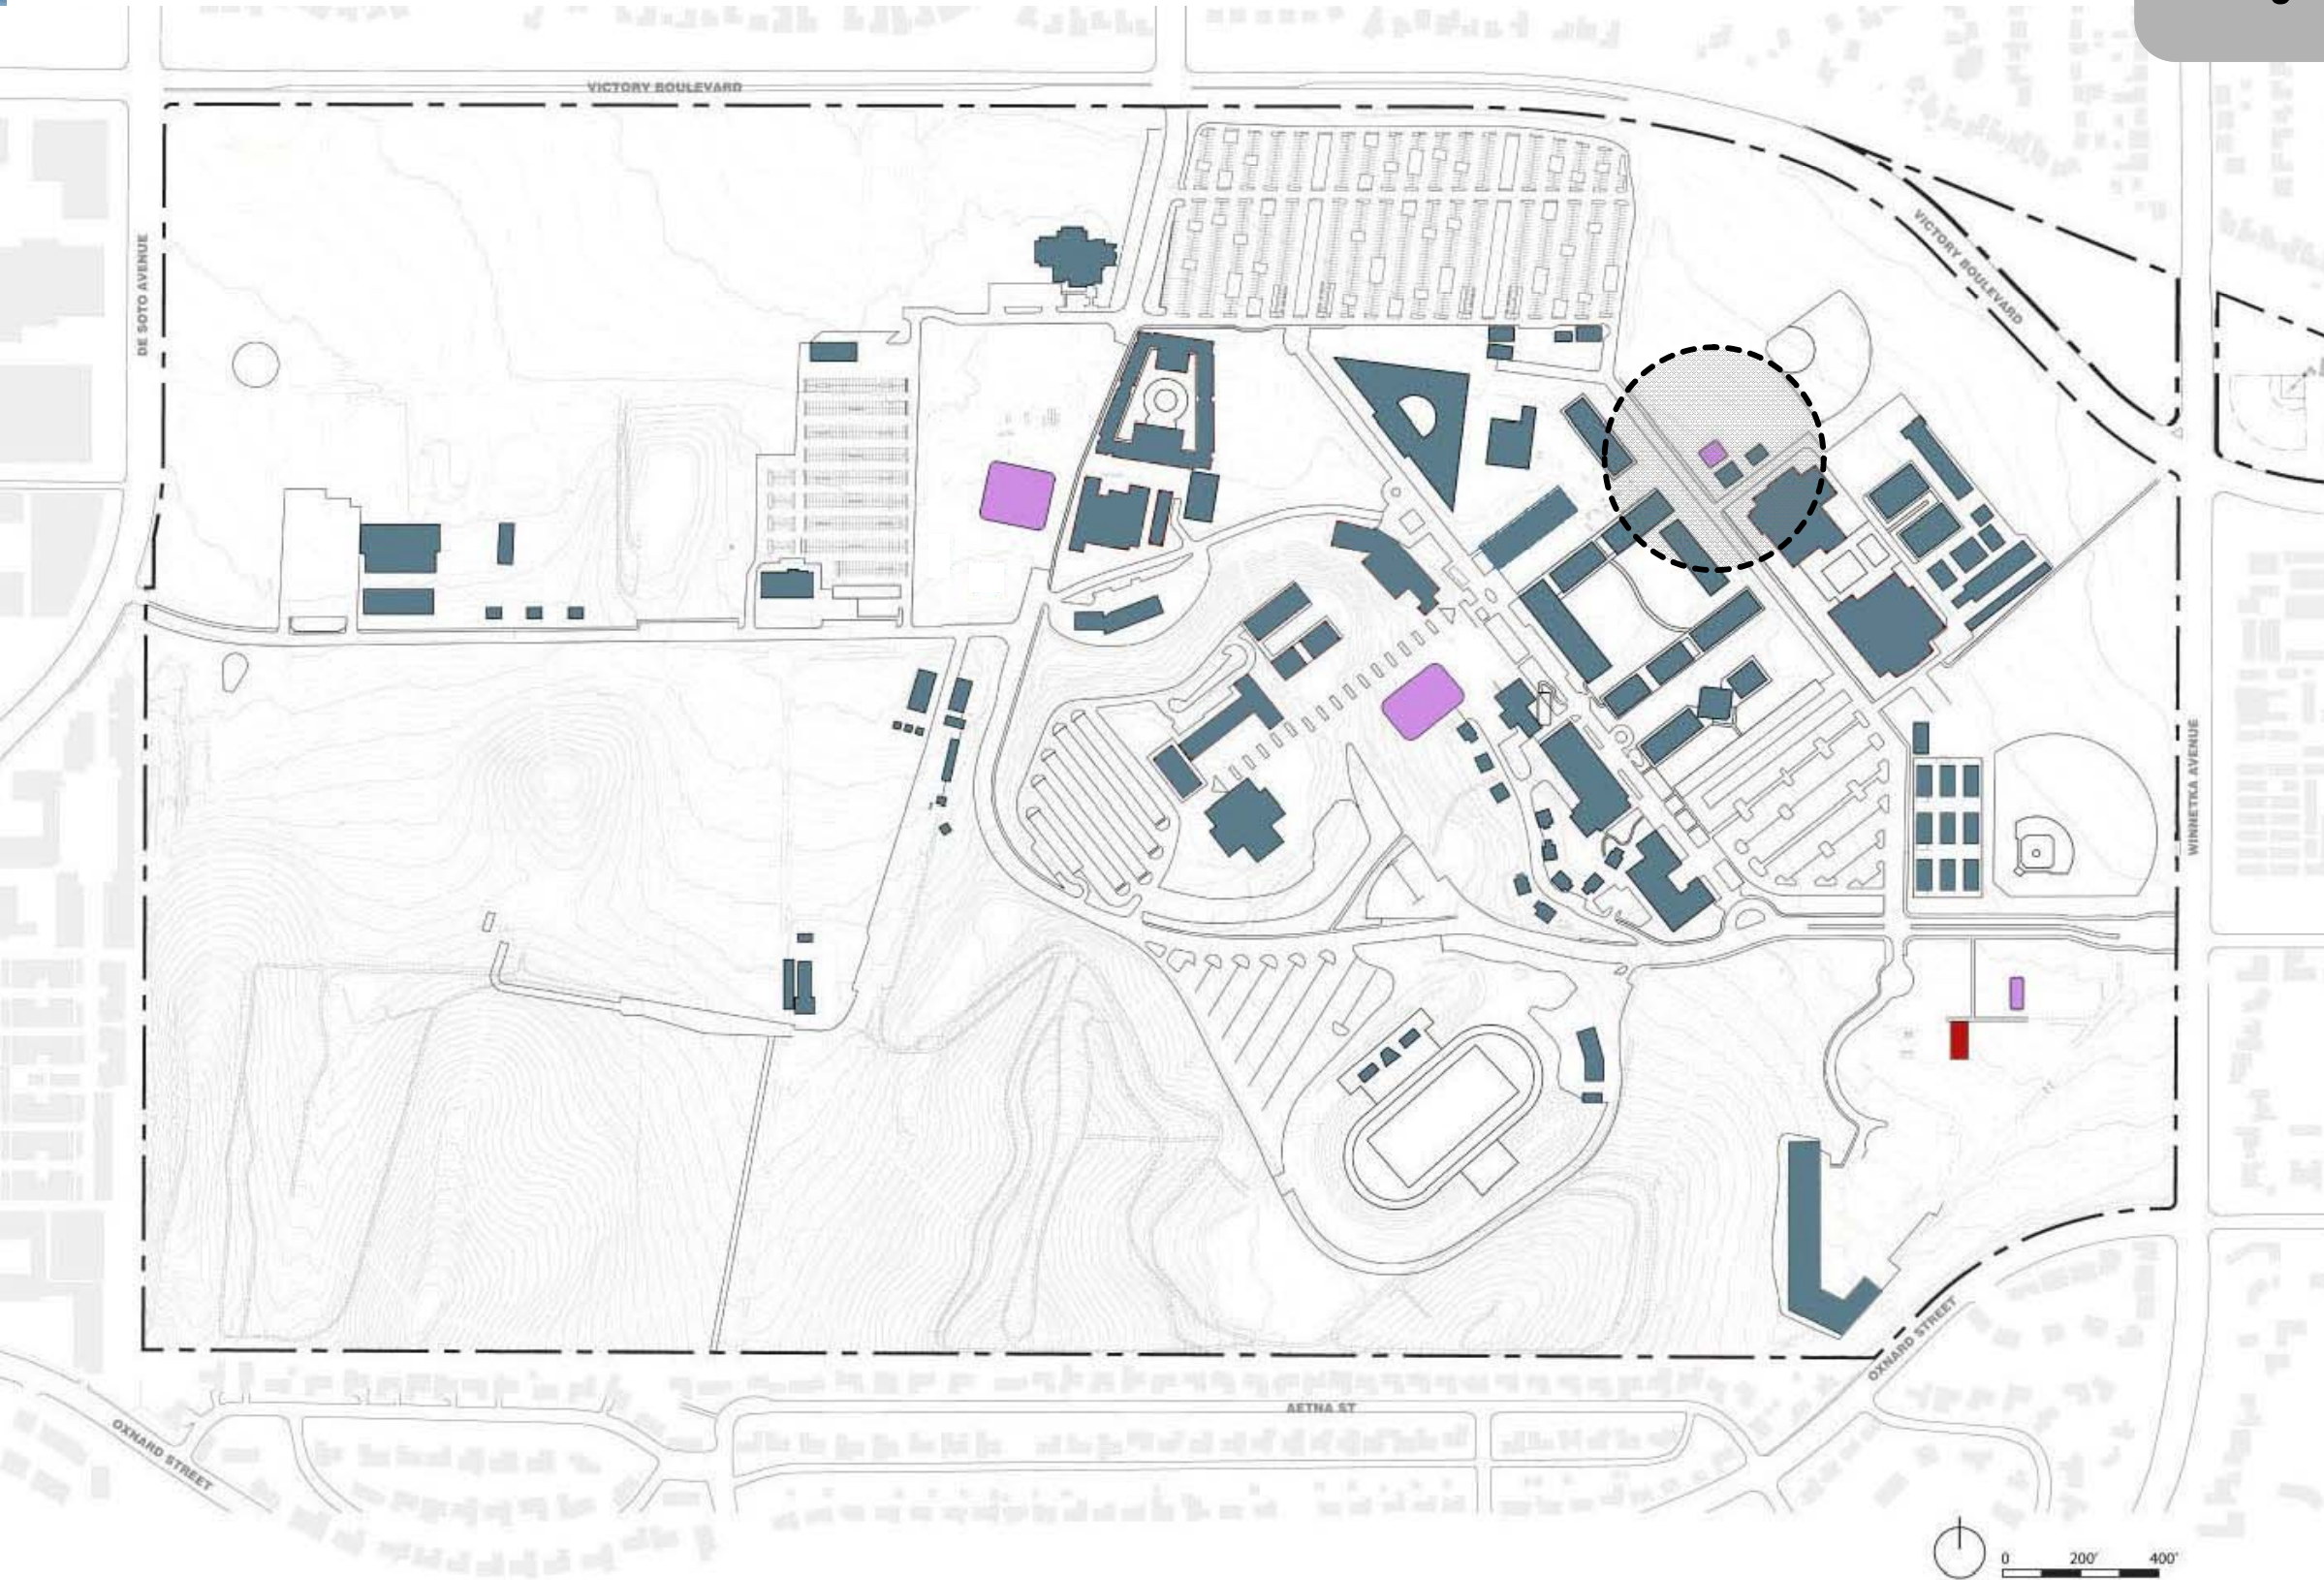 VICTORY BOULEVARD
DE SOTO AVENUE
VICTORY BOULEVARD
WINNETKA AVENUE
OXNARD STREET
AETNA ST
OXNARD STREET
0 200' 400'